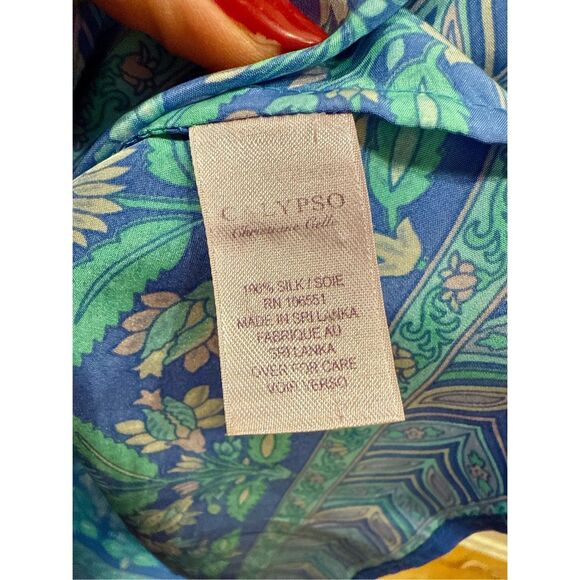 C LYPSO
Christiane Celle
100% SILK / SOIE
RN 106551
MADE IN SRI LANKA
FABRIQUE AU
SRI LANKA
OVER FOR CARE
VOIR VERSO